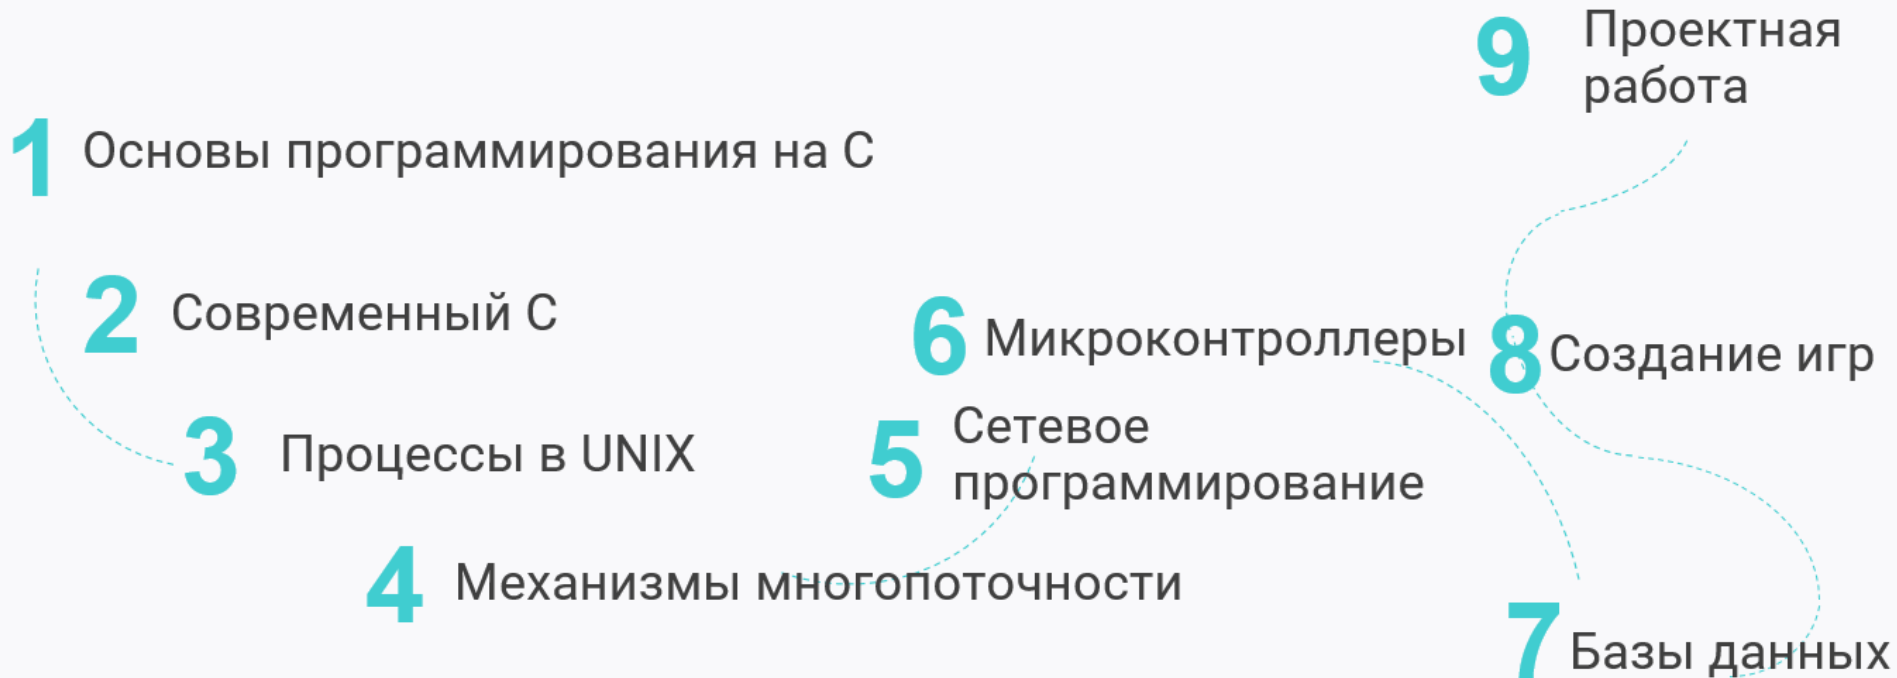 1 Основы программирования на С
2 Современный С
3 Процессы в UNIX
4 Механизмы многопоточности
5 Сетевое
программирование
6 Микроконтроллеры
7 Базы данных
8 Создание игр
9 Проектная
работа